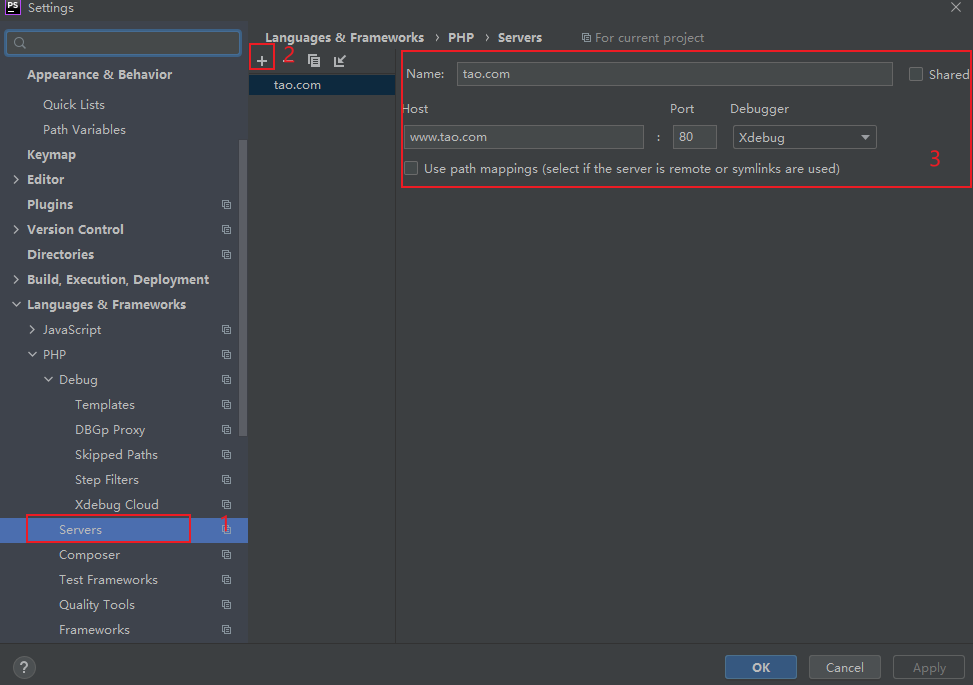 PS Settings
Languages & Frameworks › PHP › Servers For current project
Appearance & Behavior
Quick Lists
Path Variables
Keymap
Editor
Plugins
Version Control
Directories
Build, Execution, Deployment
Languages & Frameworks
JavaScript
PHP
Debug
Templates
DBGp Proxy
Skipped Paths
Step Filters
Xdebug Cloud
Servers 1
Composer
Test Frameworks
Quality Tools
Frameworks
2
tao.com
Name: tao.com Shared
Host Port Debugger
www.tao.com : 80 Xdebug
Use path mappings (select if the server is remote or symlinks are used)
3
? OK Cancel Apply